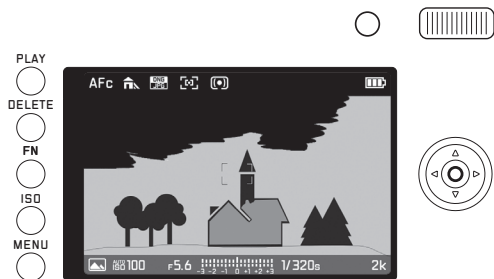 PLAY
DELETE
FN
ISO
MENU
AFc DNG JPG
AUTO ISO 100 F5.6 -3 -2 -1 0 +1 +2 +3 1/320s 2k